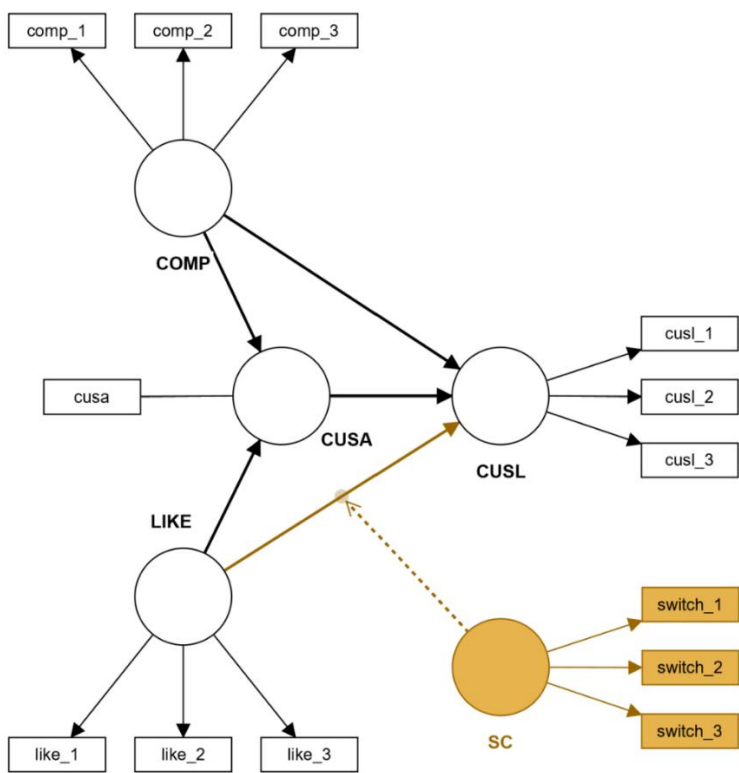 comp_1
comp_2
comp_3
COMP
cusa
CUSA
CUSL
cusl_1
cusl_2
cusl_3
LIKE
like_1
like_2
like_3
SC
switch_1
switch_2
switch_3